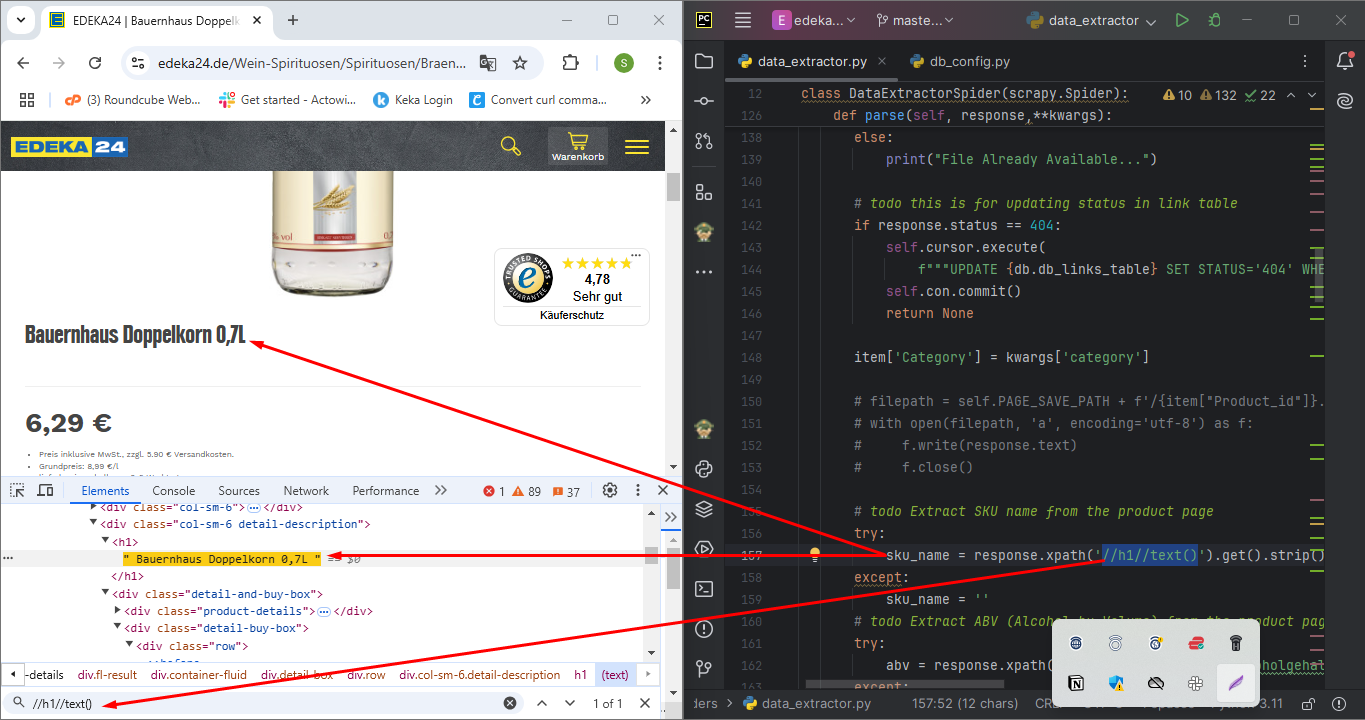 EDEKA24 | Bauernhaus Doppelk
edeka24.de/Wein-Spirituosen/Spirituosen/Braen...
S
(3) Roundcube Web...
Get started - Actowi...
Keka Login
Convert curl comma...
EDEKA 24
Warenkorb
% vol
TRUSTED SHOPS
GUARANTEE
4,78
Sehr gut
Käuferschutz
Bauernhaus Doppelkorn 0,7L
6,29 €
Preis inklusive MwSt., zzgl. 5.90 € Versandkosten.
Grundpreis: 8,99 €/l
Elements
Console
Sources
Network
Performance
1
89
37
<div class="col-sm-6"> … </div>
<div class="col-sm-6 detail-description">
<h1>
" Bauernhaus Doppelkorn 0,7L " == $0
</h1>
<div class="detail-and-buy-box">
<div class="product-details"> … </div>
<div class="detail-buy-box">
<div class="row">
-details div.fl-result div.container-fluid div.detail-box div.row div.col-sm-6.detail-description h1 (text)
//h1//text()
1 of 1
PC
E edeka...
maste...
data_extractor
data_extractor.py
db_config.py
12 class DataExtractorSpider(scrapy.Spider):
10 132 22
126 def parse(self, response,**kwargs):
138 else:
139 print("File Already Available...")
140
141 # todo this is for updating status in link table
142 if response.status == 404:
143 self.cursor.execute(
144 f"""UPDATE {db.db_links_table} SET STATUS='404' WHE
145 self.con.commit()
146 return None
147
148 item['Category'] = kwargs['category']
149
150 # filepath = self.PAGE_SAVE_PATH + f'/{item["Product_id"]}.
151 # with open(filepath, 'a', encoding='utf-8') as f:
152 # f.write(response.text)
153 # f.close()
154
# todo Extract SKU name from the product page
156 try:
157 sku_name = response.xpath('//h1//text()').get().strip()
158 except:
159 sku_name = ''
160 # todo Extract ABV (Alcohol by Volume) from the product pag
161 try:
162 abv = response.xpath(
oholgehal
163 except:
ders > data_extractor.py
157:52 (12 chars)
3.11